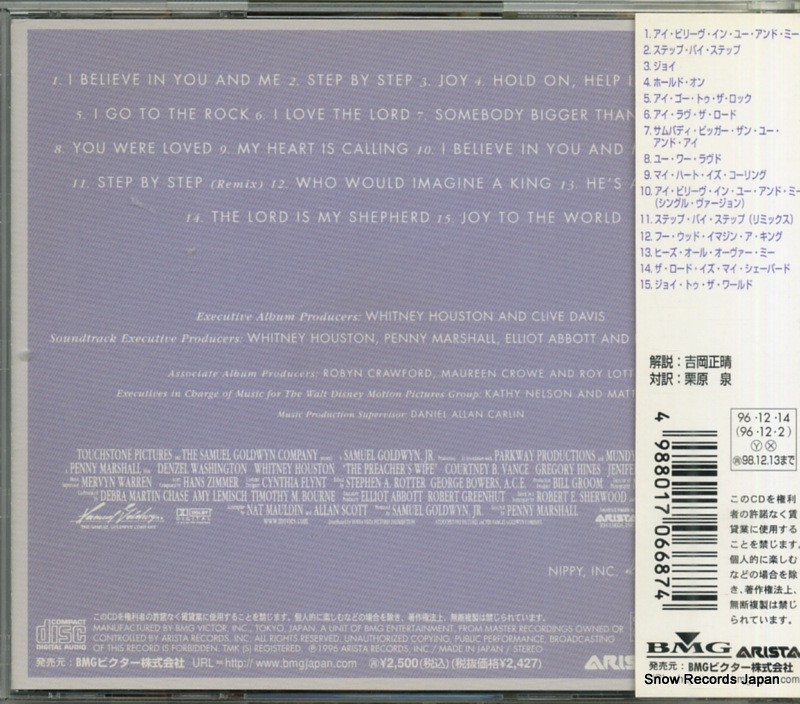 1. I BELIEVE IN YOU AND ME 2. STEP BY STEP 3. JOY 4. HOLD ON, HELP
5. I GO TO THE ROCK 6. I LOVE THE LORD 7. SOMEBODY BIGGER THAN
8. YOU WERE LOVED 9. MY HEART IS CALLING 10. I BELIEVE IN YOU AND
11. STEP BY STEP (Remix) 12. WHO WOULD IMAGINE A KING 13. HE'S
14. THE LORD IS MY SHEPHERD 15. JOY TO THE WORLD
Executive Album Producers: WHITNEY HOUSTON AND CLIVE DAVIS
Soundtrack Executive Producers: WHITNEY HOUSTON, PENNY MARSHALL, ELLIOT ABBOTT AND
Associate Album Producers: ROBYN CRAWFORD, MAUREEN CROWE AND ROY LOTT
Executives in Charge of Music for The Walt Disney Motion Pictures Group: KATHY NELSON AND MATT
Music Production Supervisor DANIEL ALLAN CARLIN
TOUCHSTONE PICTURES AND THE SAMUEL GOLDWYN COMPANY SAMUEL GOLDWYN, JR. PARKWAY PRODUCTIONS AND
PENNY MARSHALL DENZEL WASHINGTON WHITNEY HOUSTON "THE PREACHER'S WIFE" COURTNEY B. VANCE GREGORY HINES
MERVYN WARREN HANS ZIMMER CYNTHIA FLYNT STEPHEN A. ROTTER GEORGE BOWERS, A.C.E. BILL GROOM
DEBRA MARTIN CHASE AMY LEMISCH TIMOTHY M. BOURNE ELLIOT ABBOTT ROBERT GREENHUT ROBERT E. SHERWOOD
NAT MAULDIN AND ALLAN SCOTT SAMUEL GOLDWYN, JR. PENNY MARSHALL
THE SAMUEL GOLDWYN COMPANY
DOLBY DIGITAL
ARISTA
NIPPY, INC.
COMPACT disc DIGITAL AUDIO
このCDを権利者の許諾なく賃貸業に使用することを禁じます。個人的に楽しむなどの場合を除き、著作権法上、無断複製は禁じられています。
MANUFACTURED BY BMG VICTOR, INC., TOKYO, JAPAN, A UNIT OF BMG ENTERTAINMENT, FROM MASTER RECORDINGS OWNED OR
CONTROLLED BY ARISTA RECORDS, INC. ALL RIGHTS RESERVED. UNAUTHORIZED COPYING, PUBLIC PERFORMANCE, BROADCASTING
OF THIS RECORD IS FORBIDDEN. TMK (S) REGISTERED. ℗1996 ARISTA RECORDS, INC. / MADE IN JAPAN / STEREO
発売元:BMGビクター株式会社 URL=http://www.bmgjapan.com ¥2,500(税込)(税抜価格¥2,427)
ARIS
1.アイ・ビリーヴ・イン・ユー・アンド・ミー
2.ステップ・バイ・ステップ
3.ジョイ
4.ホールド・オン
5.アイ・ゴー・トゥ・ザ・ロック
6.アイ・ラヴ・ザ・ロード
7.サムバディ・ビッガー・ザン・ユー・
アンド・アイ
8.ユー・ワー・ラヴド
9.マイ・ハート・イズ・コーリング
10.アイ・ビリーヴ・イン・ユー・アンド・ミー
(シングル・ヴァージョン)
11.ステップ・バイ・ステップ(リミックス)
12.フー・ウッド・イマジン・ア・キング
13.ヒーズ・オール・オーヴァー・ミー
14.ザ・ロード・イズ・マイ・シェパード
15.ジョイ・トゥ・ザ・ワールド
解説:吉岡正晴
対訳:栗原 泉
4 988017 066874
96・12・14
(96・12・2)
Ⓨ Ⓧ
98.12.13まで
このCDを権利
者の許諾なく賃
貸業に使用する
ことを禁じます。
個人的に楽しむ
などの場合を除
き、著作権法上、
無断複製は禁じ
られています。
BMG ARISTA
発売元:BMGビクター株式会社
Snow Records Japan